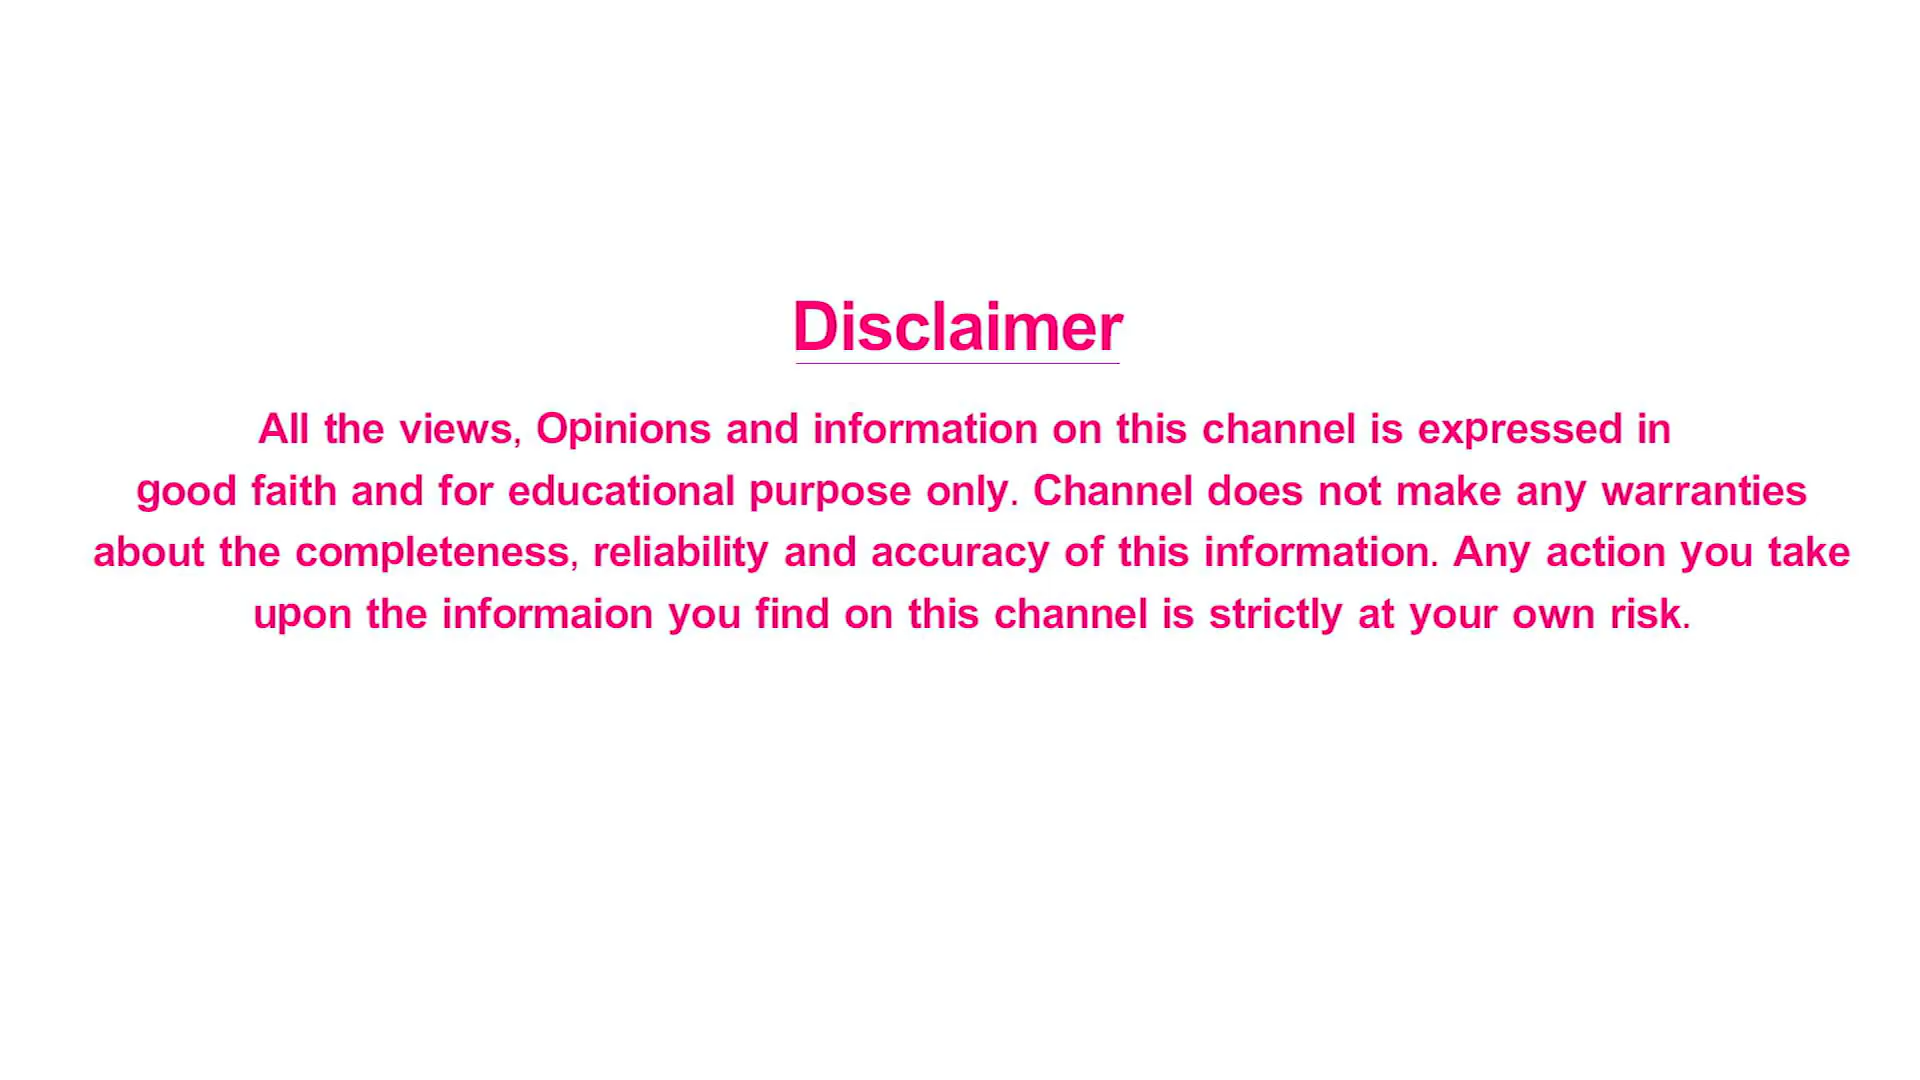 Disclaimer
All the views, Opinions and information on this channel is expressed in
good faith and for educational purpose only. Channel does not make any warranties
about the completeness, reliability and accuracy of this information. Any action you take
upon the informaion you find on this channel is strictly at your own risk.